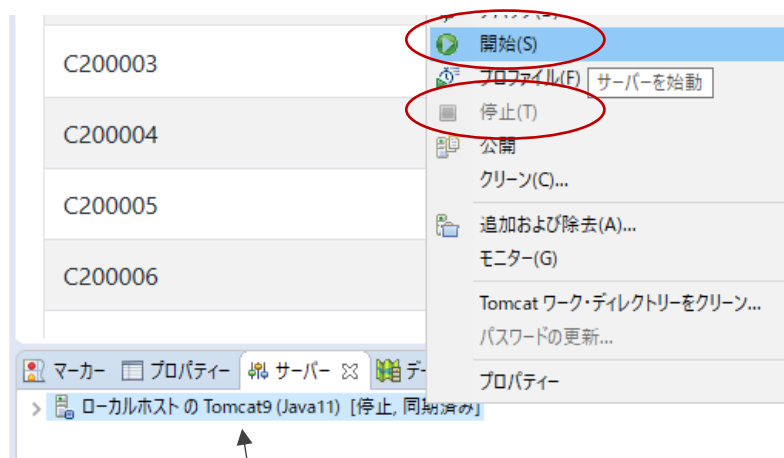 C200003
C200004
C200005
C200006
開始(S)
プロファイル(F)
サーバーを始動
停止(T)
公開
クリーン(C)...
追加および除去(A)...
モニター(G)
Tomcat ワーク・ディレクトリーをクリーン...
パスワードの更新...
プロパティー
マーカー プロパティー サーバー デー
ローカルホスト の Tomcat9 (Java11) [停止, 同期済み]